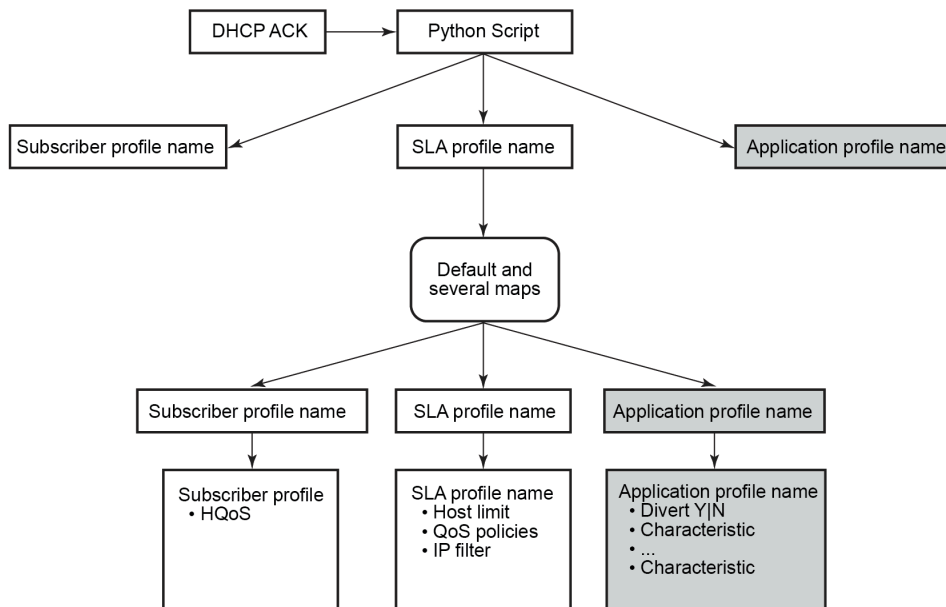 DHCP ACK
Python Script
Subscriber profile name
SLA profile name
Application profile name
Default and
several maps
Subscriber profile name
SLA profile name
Application profile name
Subscriber profile
• HQoS
SLA profile name
• Host limit
• QoS policies
• IP filter
Application profile name
• Divert Y|N
• Characteristic
• ...
• Characteristic